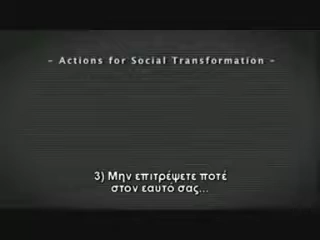 – Actions for Social Transformation –
3) Μην επιτρέψετε ποτέ
στον εαυτό σας...